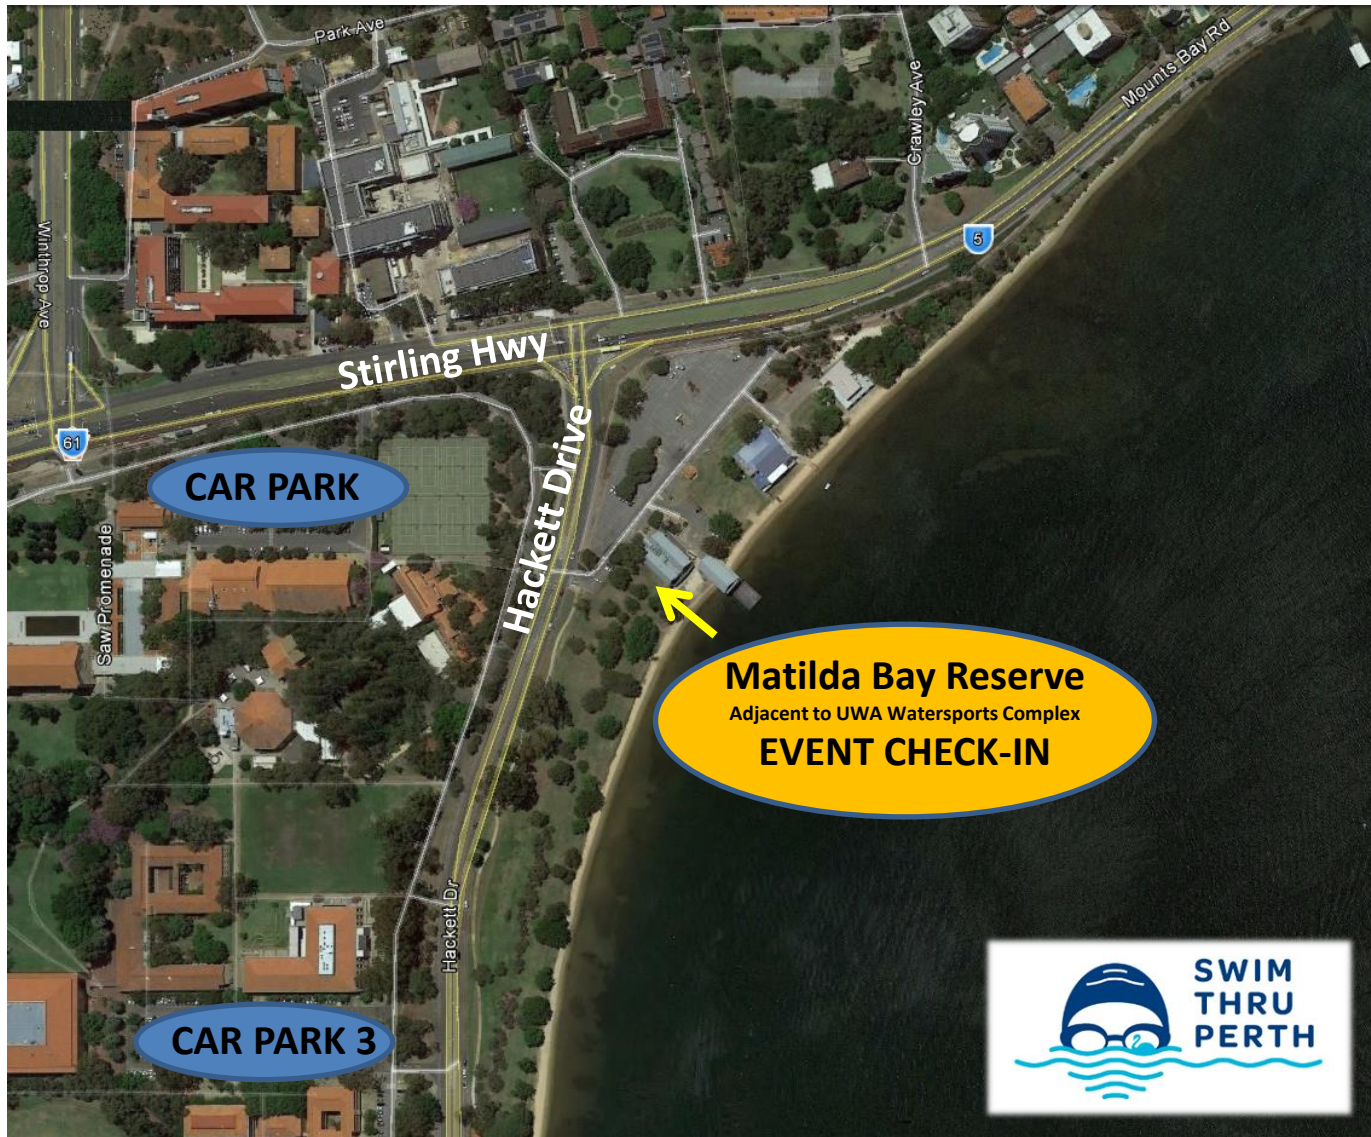 Park Ave
Mounts Bay Rd
Crawley Ave
Winthrop Ave
5
Stirling Hwy
61
CAR PARK
Hackett Drive
Saw Promenade
Matilda Bay Reserve
Adjacent to UWA Watersports Complex
EVENT CHECK-IN
Hackett Dr
CAR PARK 3
SWIM
THRU
PERTH